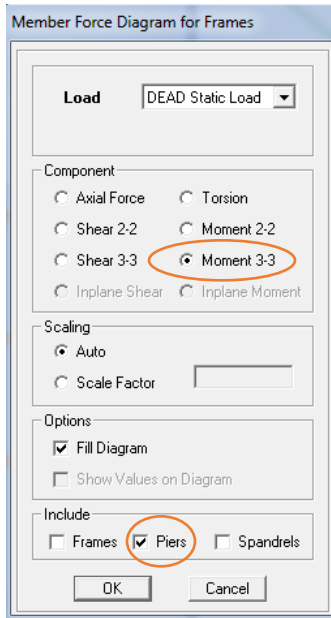 Member Force Diagram for Frames
Load DEAD Static Load
Component
Axial Force Torsion
Shear 2-2 Moment 2-2
Shear 3-3 Moment 3-3
Inplane Shear Inplane Moment
Scaling
Auto
Scale Factor
Options
Fill Diagram
Show Values on Diagram
Include
Frames Piers Spandrels
OK Cancel